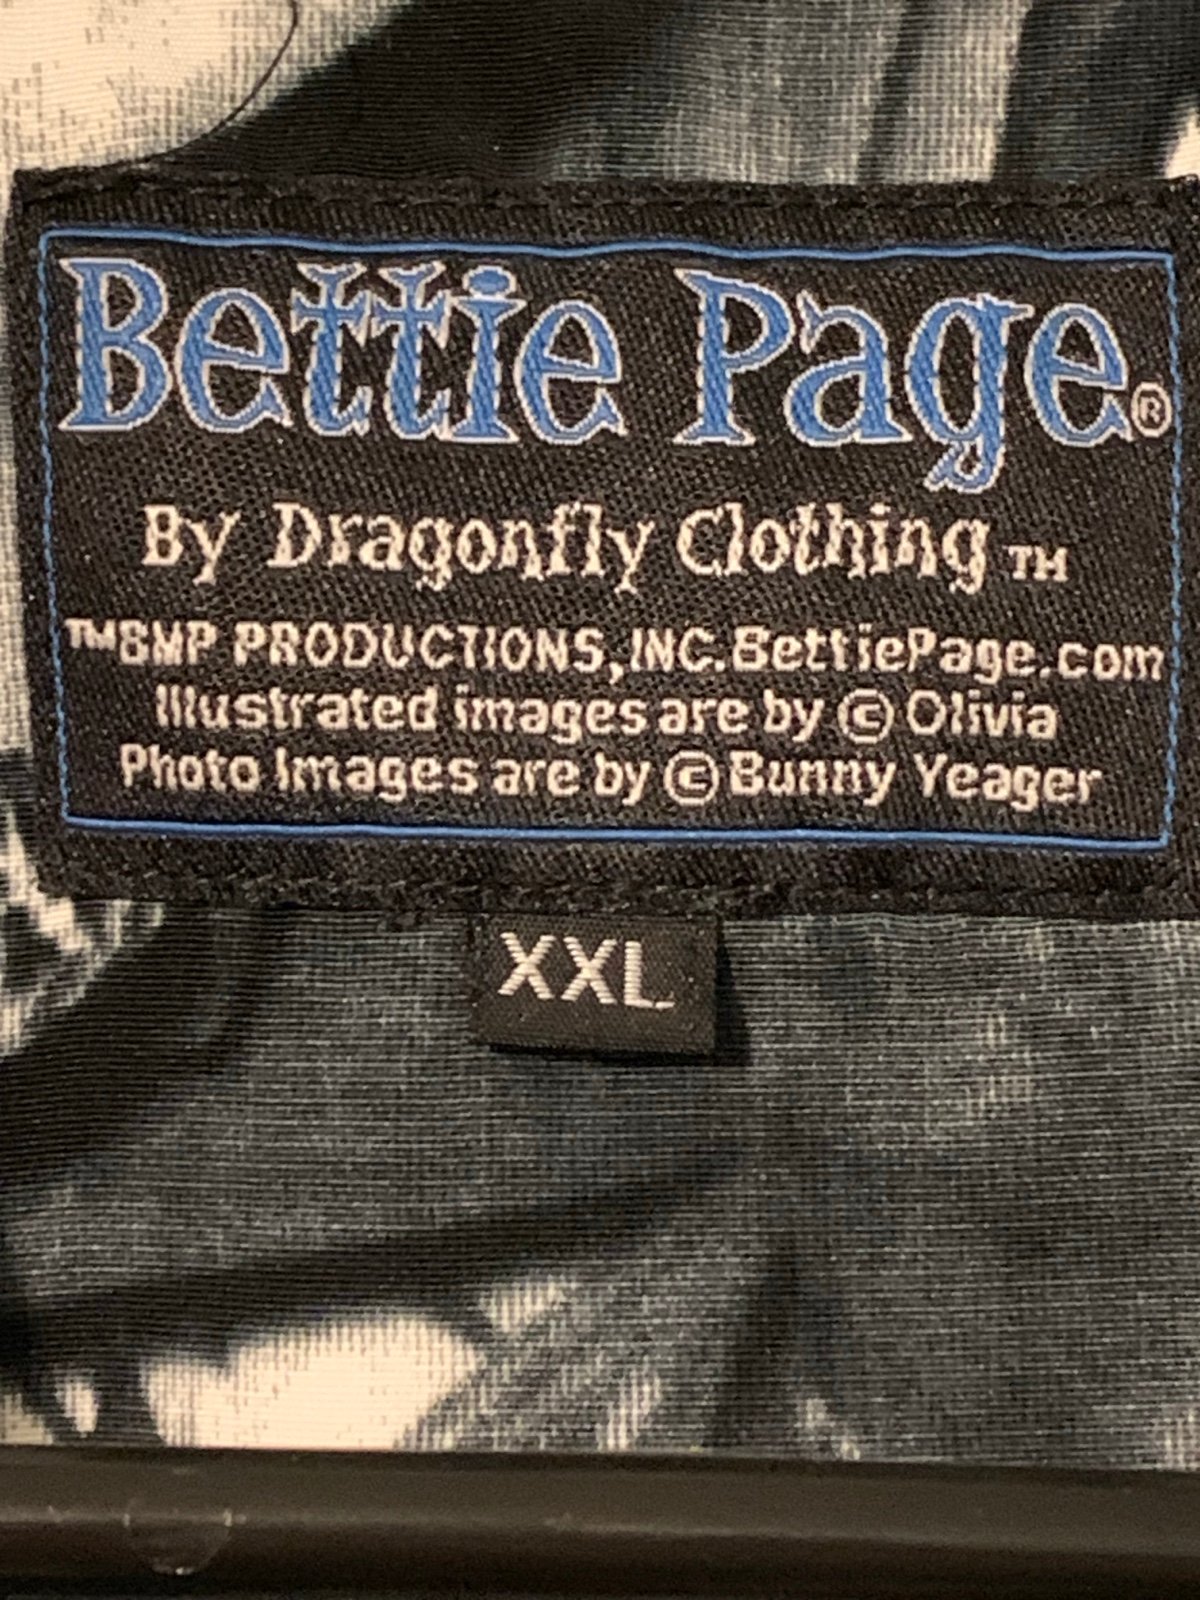 Bettie Page®
By Dragonfly Clothing™
™BMP PRODUCTIONS, INC. BettiePage.com
Illustrated images are by © Olivia
Photo Images are by © Bunny Yeager
XXL